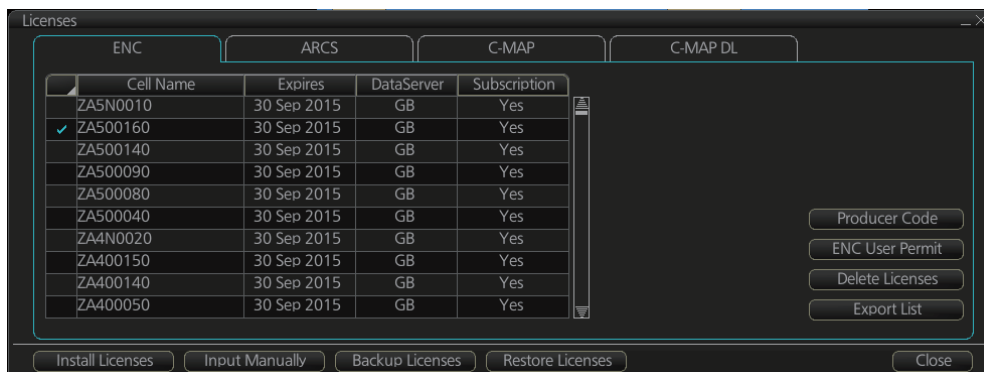 Licenses
ENC ARCS C-MAP C-MAP DL
Cell Name Expires DataServer Subscription
ZA5N0010 30 Sep 2015 GB Yes
ZA500160 30 Sep 2015 GB Yes
ZA500140 30 Sep 2015 GB Yes
ZA500090 30 Sep 2015 GB Yes
ZA500080 30 Sep 2015 GB Yes
ZA500040 30 Sep 2015 GB Yes
ZA4N0020 30 Sep 2015 GB Yes
ZA400150 30 Sep 2015 GB Yes
ZA400140 30 Sep 2015 GB Yes
ZA400050 30 Sep 2015 GB Yes
Producer Code
ENC User Permit
Delete Licenses
Export List
Install Licenses Input Manually Backup Licenses Restore Licenses Close